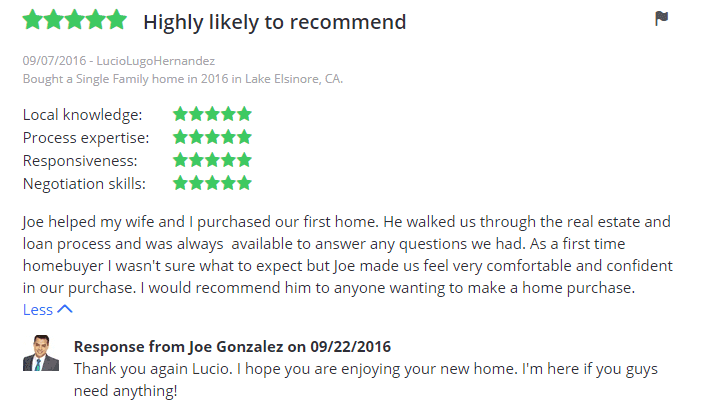 Highly likely to recommend
09/07/2016 - LucioLugoHernandez
Bought a Single Family home in 2016 in Lake Elsinore, CA.
Local knowledge:
Process expertise:
Responsiveness:
Negotiation skills:
Joe helped my wife and I purchased our first home. He walked us through the real estate and
loan process and was always  available to answer any questions we had. As a first time
homebuyer I wasn't sure what to expect but Joe made us feel very comfortable and confident
in our purchase. I would recommend him to anyone wanting to make a home purchase.
Less
Response from Joe Gonzalez on 09/22/2016
Thank you again Lucio. I hope you are enjoying your new home. I'm here if you guys
need anything!